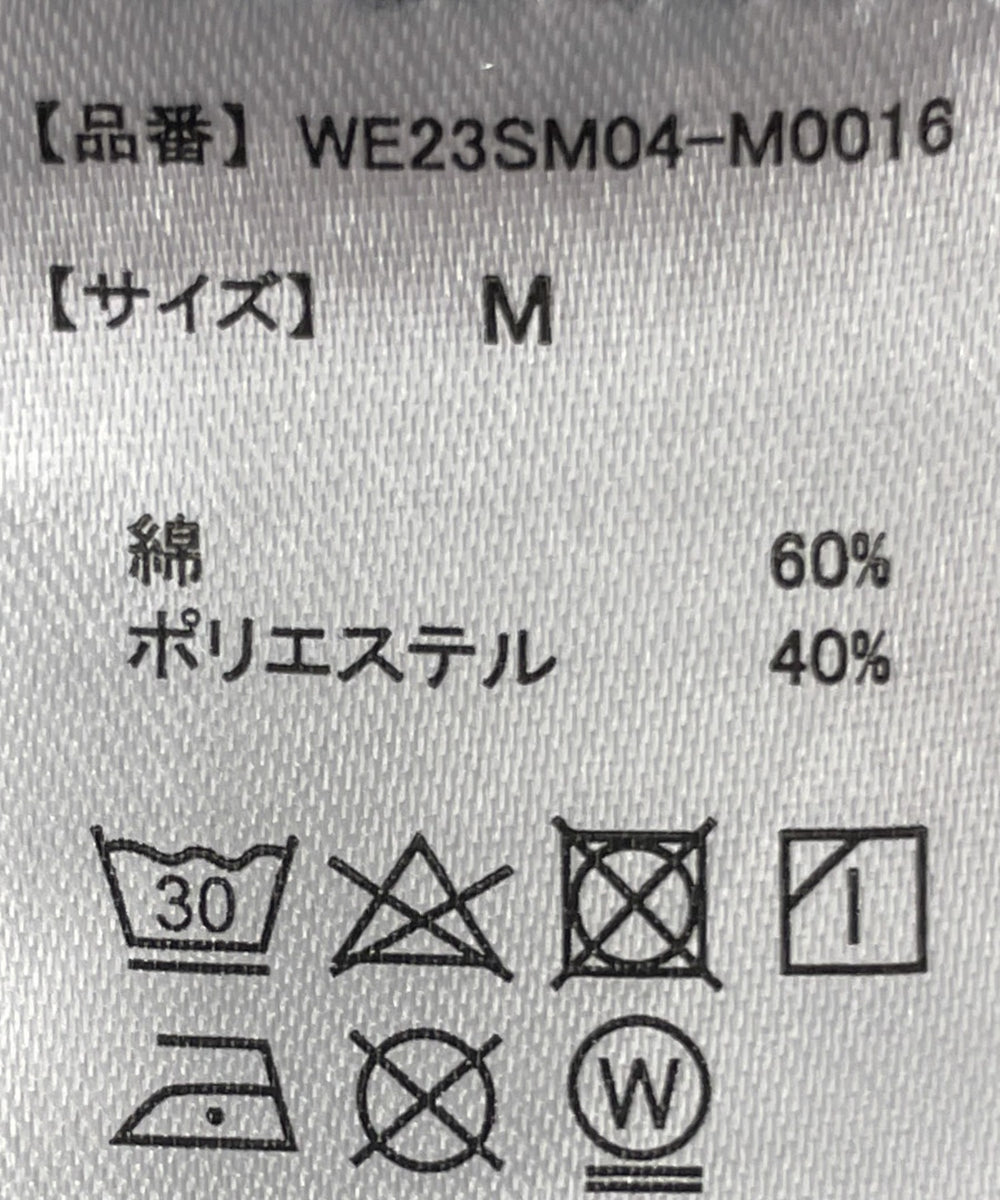 【品番】 WE23SM04-M0016
【サイズ】 M
綿 60%
ポリエステル 40%
30
W